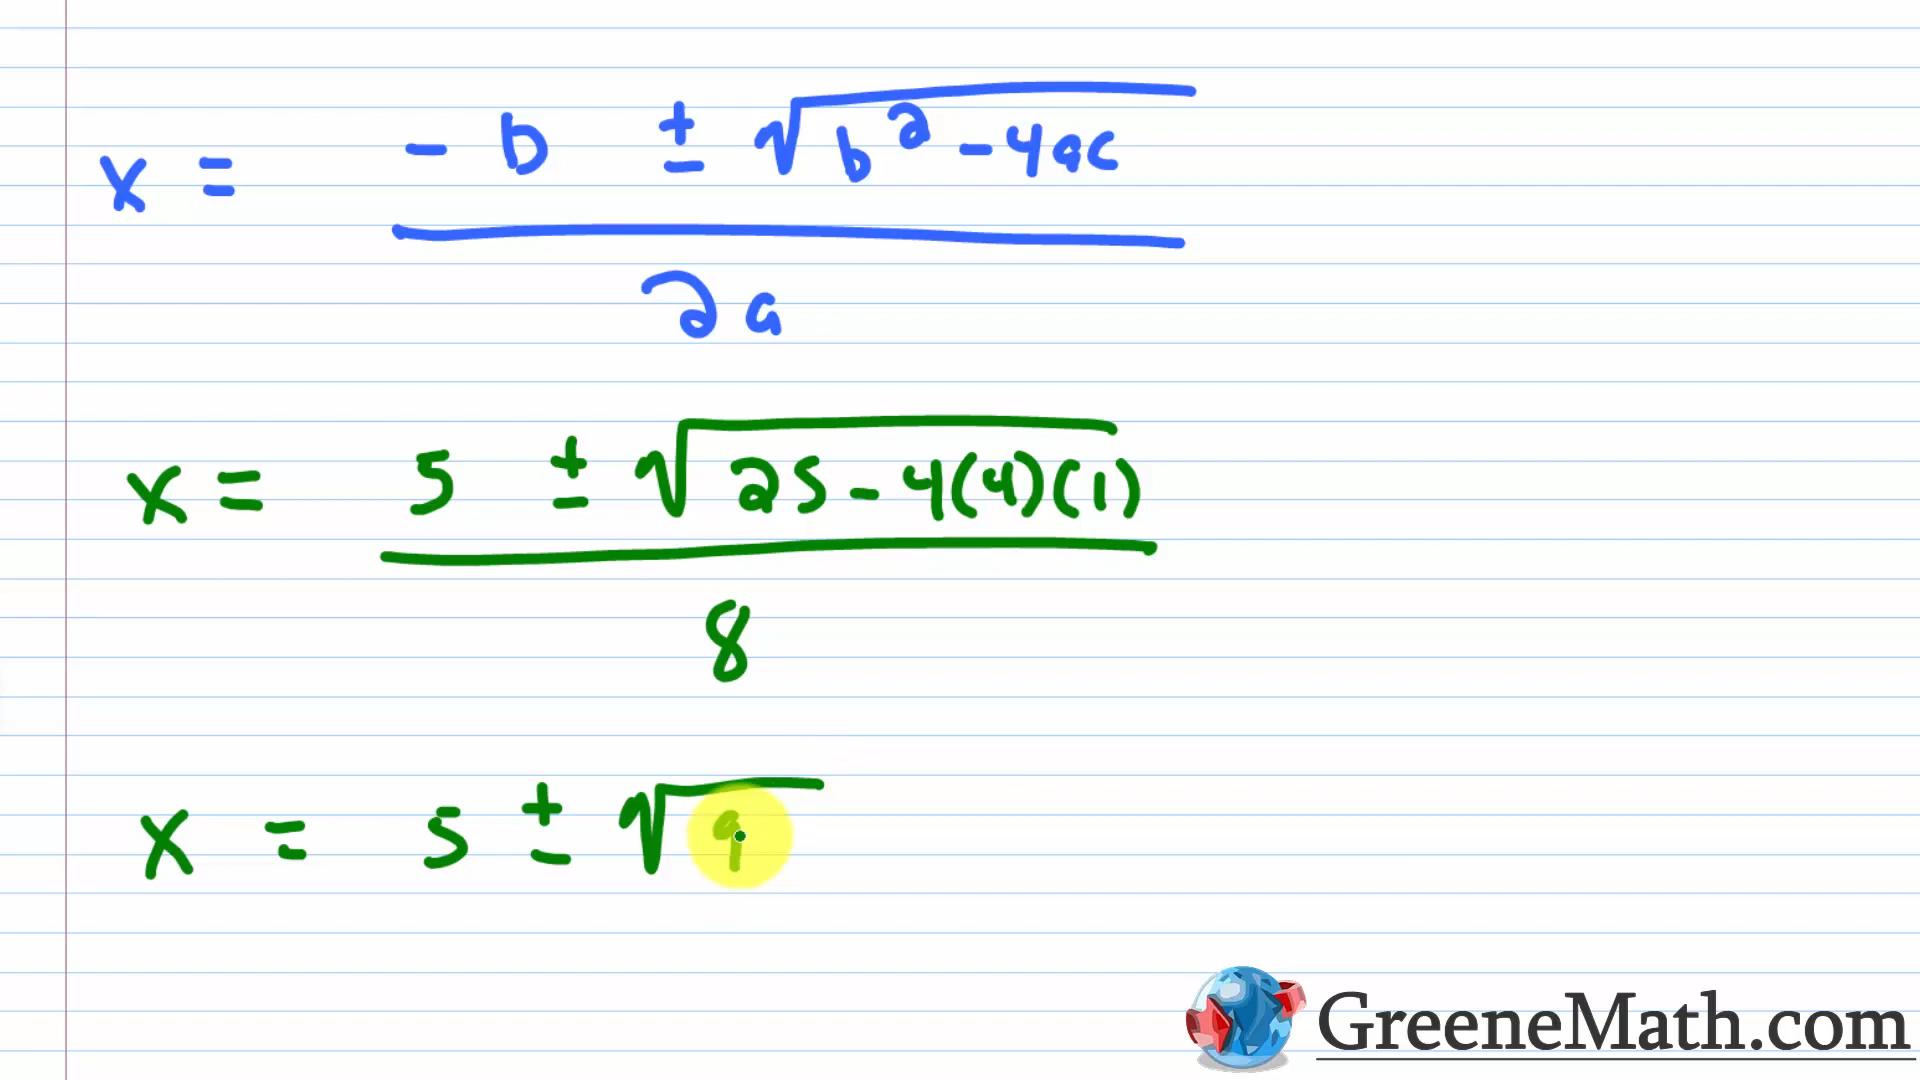 x = -b ± √b² - 4ac
2a
x = 5 ± √25 - 4(4)(1)
8
x = 5 ± √9
GreeneMath.com